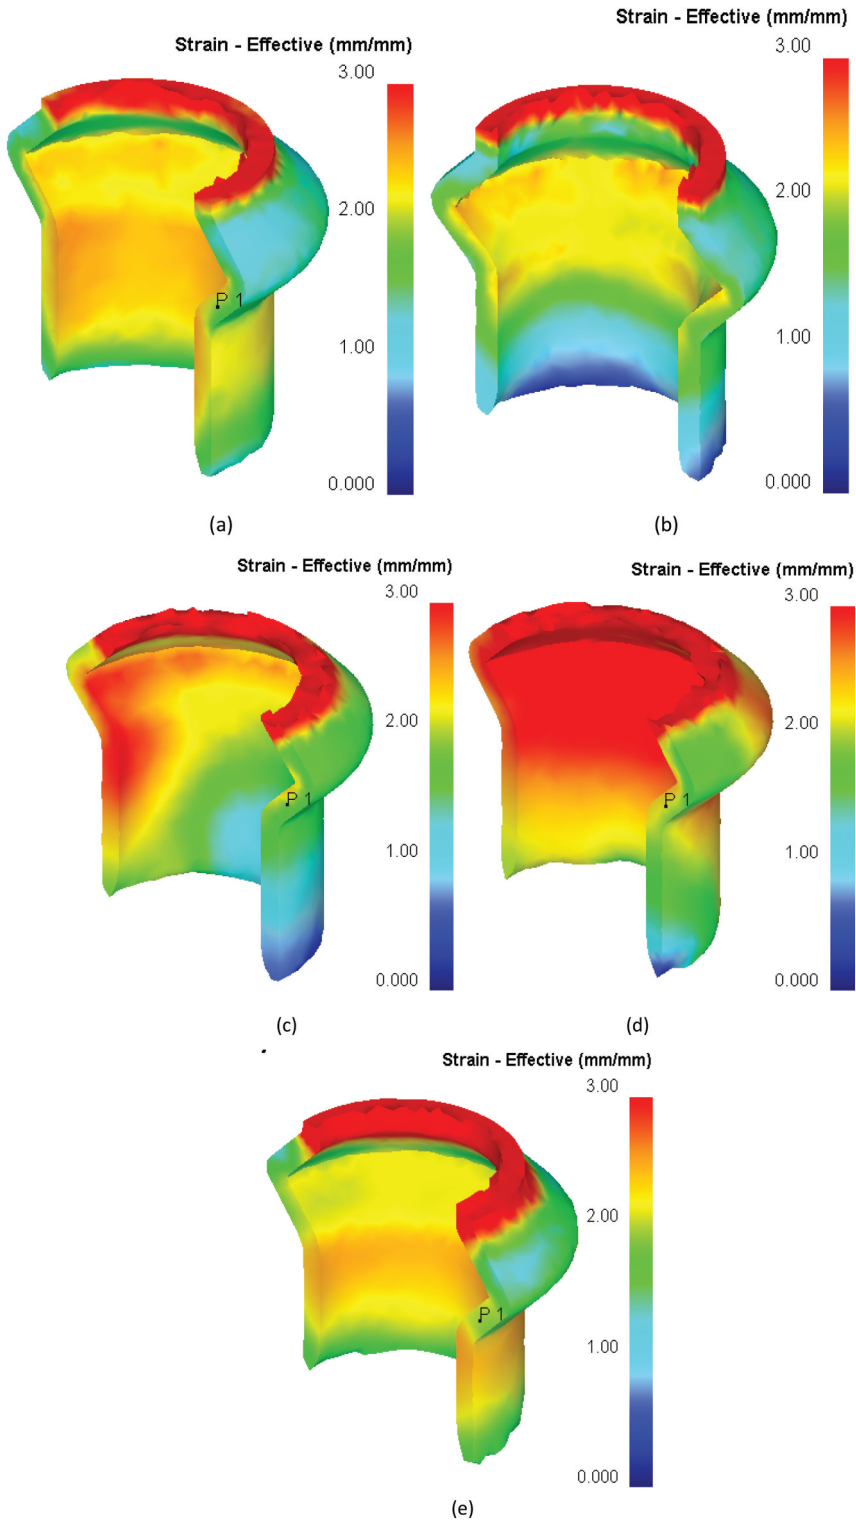 Strain - Effective (mm/mm)
3.00
2.00
1.00
0.000
P 1
(a)
Strain - Effective (mm/mm)
3.00
2.00
1.00
0.000
(b)
Strain - Effective (mm/mm)
3.00
2.00
1.00
0.000
P 1
(c)
Strain - Effective (mm/mm)
3.00
2.00
1.00
0.000
P 1
(d)
Strain - Effective (mm/mm)
3.00
2.00
1.00
0.000
P 1
(e)